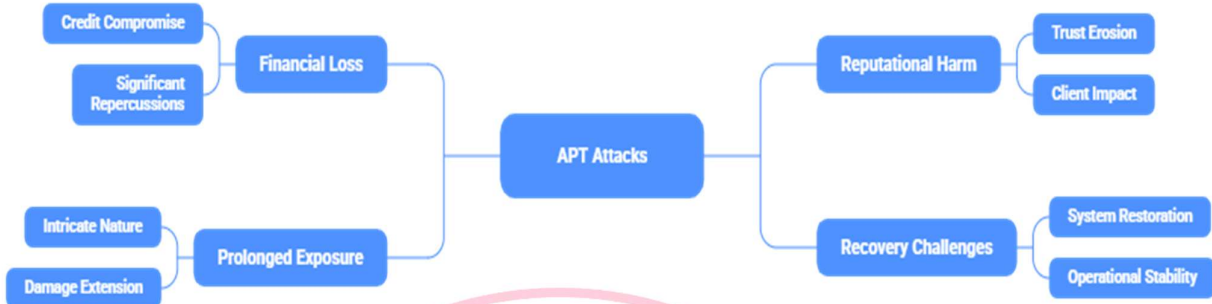 Credit Compromise
Significant
Repercussions
Financial Loss
Intricate Nature
Damage Extension
Prolonged Exposure
APT Attacks
Reputational Harm
Trust Erosion
Client Impact
Recovery Challenges
System Restoration
Operational Stability